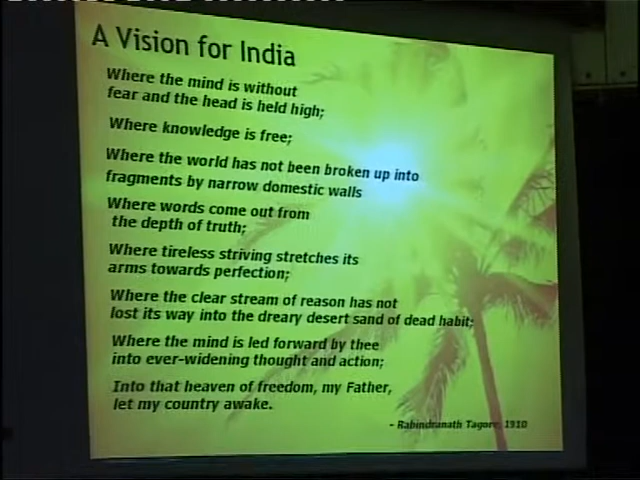 A Vision for India
Where the mind is without
fear and the head is held high;
Where knowledge is free;
Where the world has not been broken up into
fragments by narrow domestic walls
Where words come out from
the depth of truth;
Where tireless striving stretches its
arms towards perfection;
Where the clear stream of reason has not
lost its way into the dreary desert sand of dead habit;
Where the mind is led forward by thee
into ever-widening thought and action;
Into that heaven of freedom, my Father,
let my country awake.
- Rabindranath Tagore, 1910